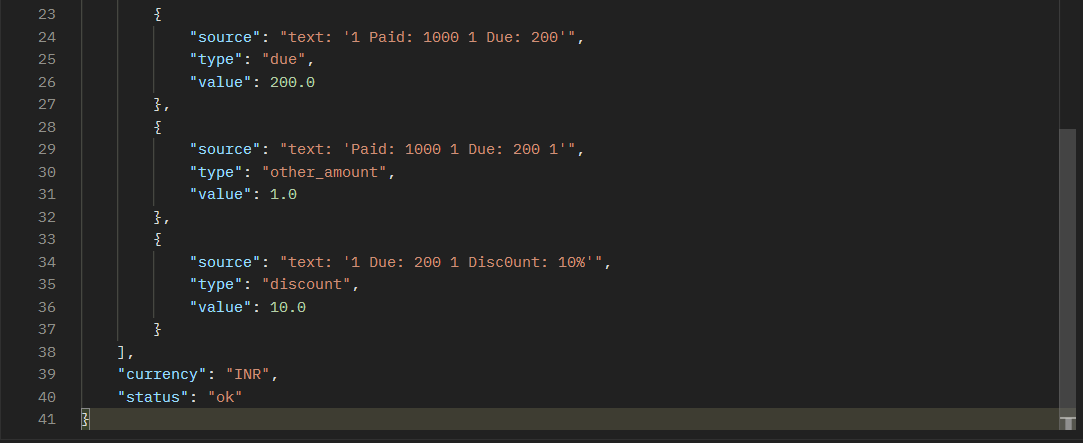 23 {
24 "source": "text: '1 Paid: 1000 1 Due: 200'",
25 "type": "due",
26 "value": 200.0
27 },
28 {
29 "source": "text: 'Paid: 1000 1 Due: 200 1'",
30 "type": "other_amount",
31 "value": 1.0
32 },
33 {
34 "source": "text: '1 Due: 200 1 Disc0unt: 10%'",
35 "type": "discount",
36 "value": 10.0
37 }
38 ],
39 "currency": "INR",
40 "status": "ok"
41 }